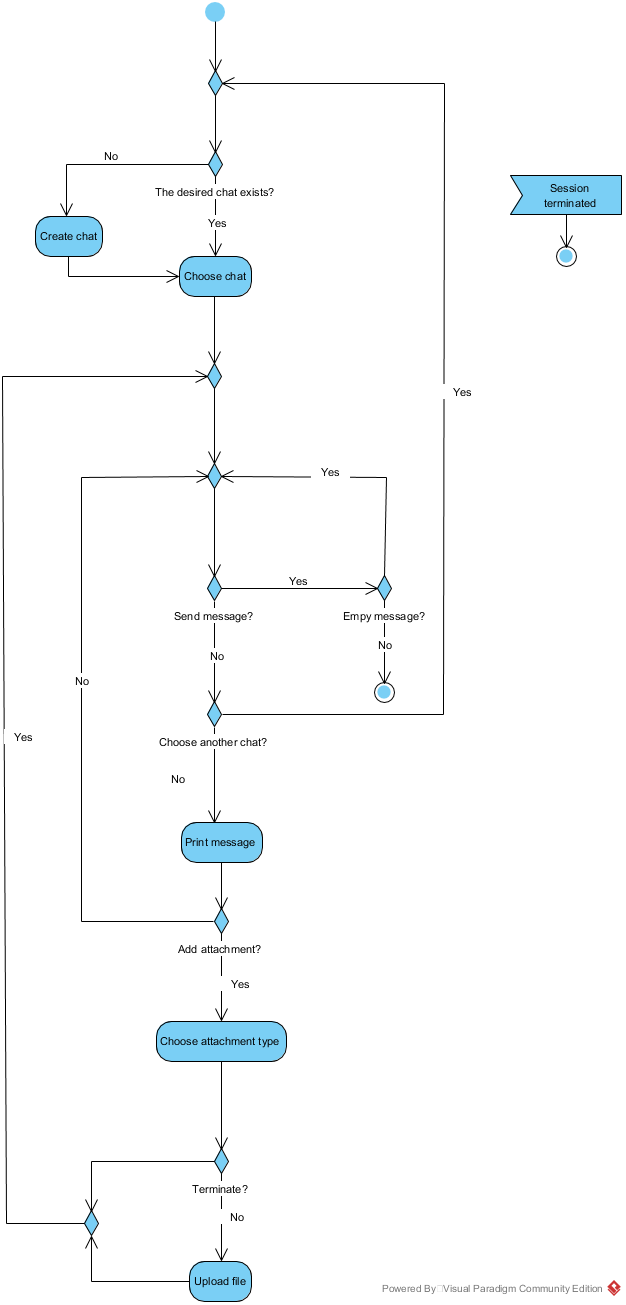 No
The desired chat exists?
Session
terminated
Yes
Create chat
Choose chat
Yes
Yes
Yes
Send message?
Empy message?
No
No
No
Yes
Choose another chat?
No
Print message
Add attachment?
Yes
Choose attachment type
Terminate?
No
Upload file
Powered By Visual Paradigm Community Edition